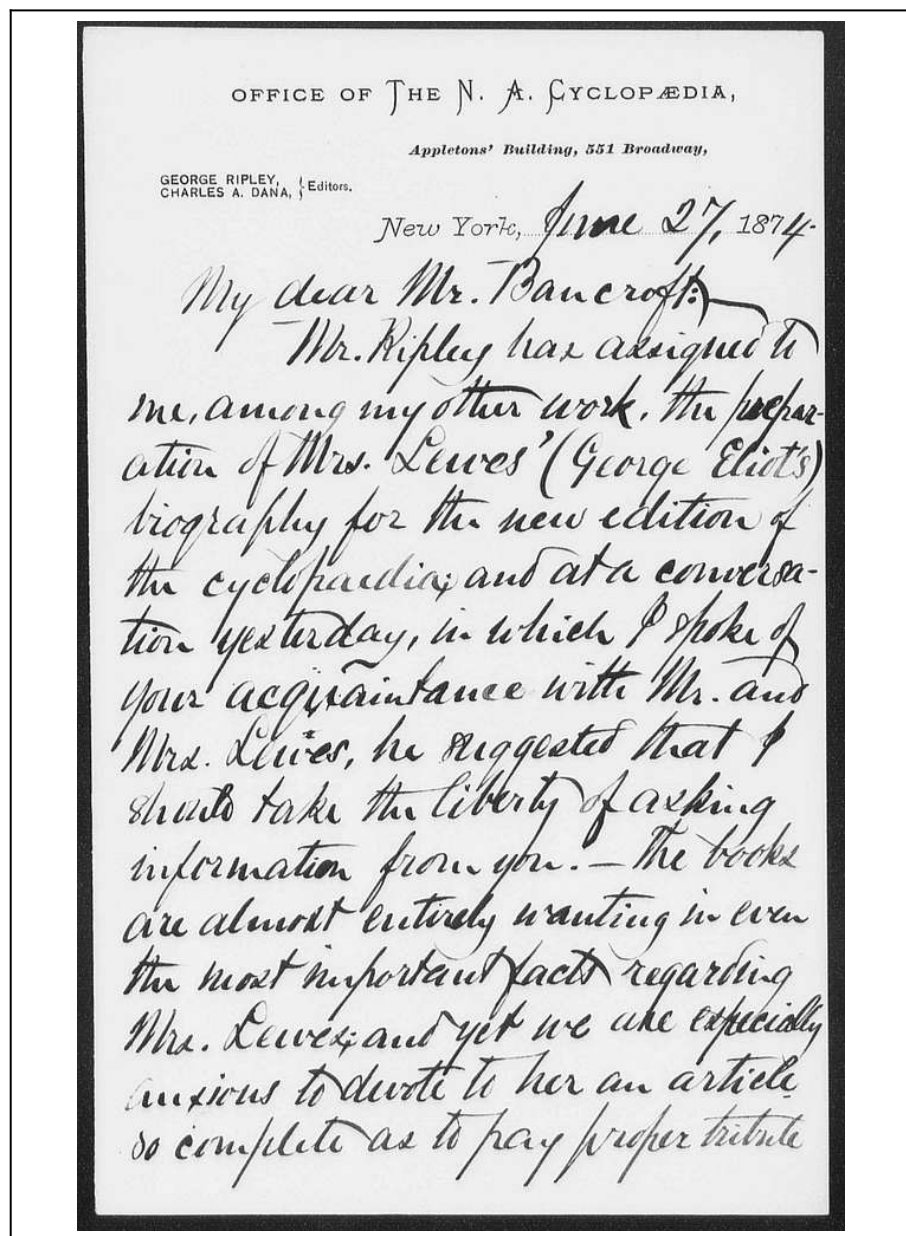 OFFICE OF THE N. A. CYCLOPÆDIA,
Appletons' Building, 551 Broadway,
GEORGE RIPLEY,
CHARLES A. DANA, } Editors.
New York, June 27, 1874.
My dear Mr. Bancroft:—
Mr. Ripley has assigned to
me, among my other work, the prepar-
ation of Mrs. Lewes' (George Eliot's)
biography for the new edition of
the cyclopaedia; and at a conversa-
tion yesterday, in which I spoke of
your acquaintance with Mr. and
Mrs. Lewes, he suggested that I
should take the liberty of asking
information from you. — The books
are almost entirely wanting in even
the most important facts regarding
Mrs. Lewes; and yet we are especially
anxious to devote to her an article
so complete as to pay proper tribute